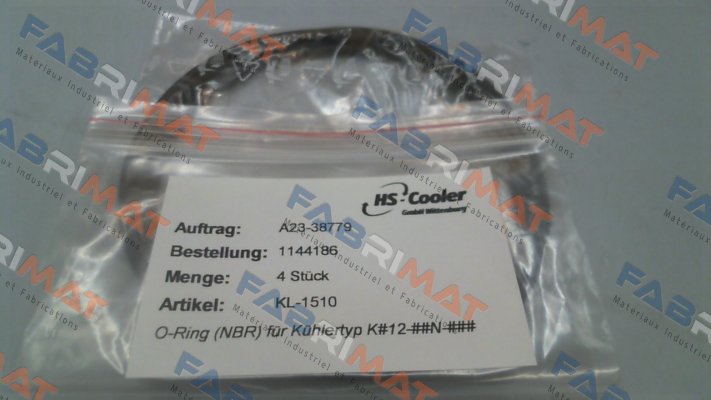 HS-Cooler
GmbH Wittenburg
Auftrag: A23-38779
Bestellung: 1144186
Menge: 4 Stück
Artikel: KL-1510
O-Ring (NBR) für Kühlertyp K#12-##N-###
FABRIMAT
Materiaux Industriel et Fabrications